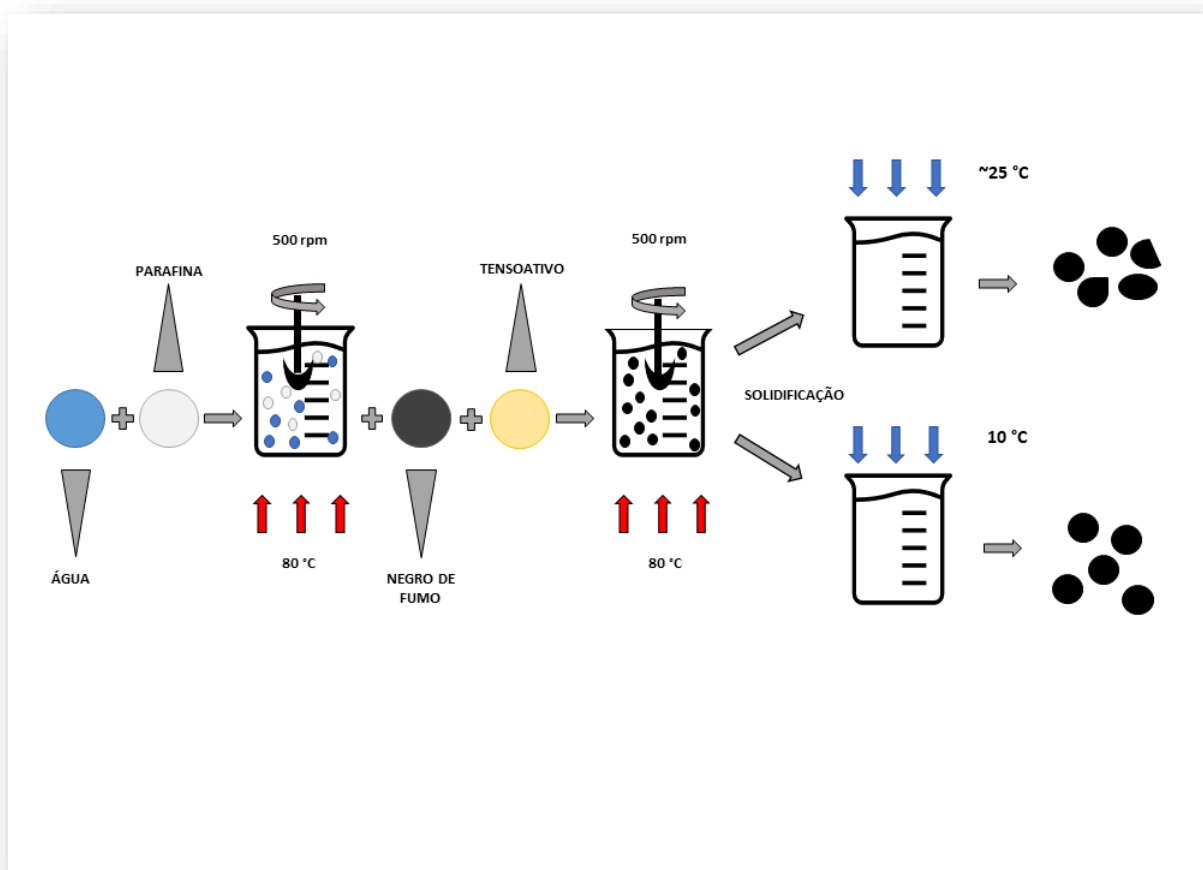 PARAFINA
ÁGUA
500 rpm
80 °C
NEGRO DE
FUMO
TENSOATIVO
500 rpm
80 °C
SOLIDIFICAÇÃO
~25 °C
10 °C